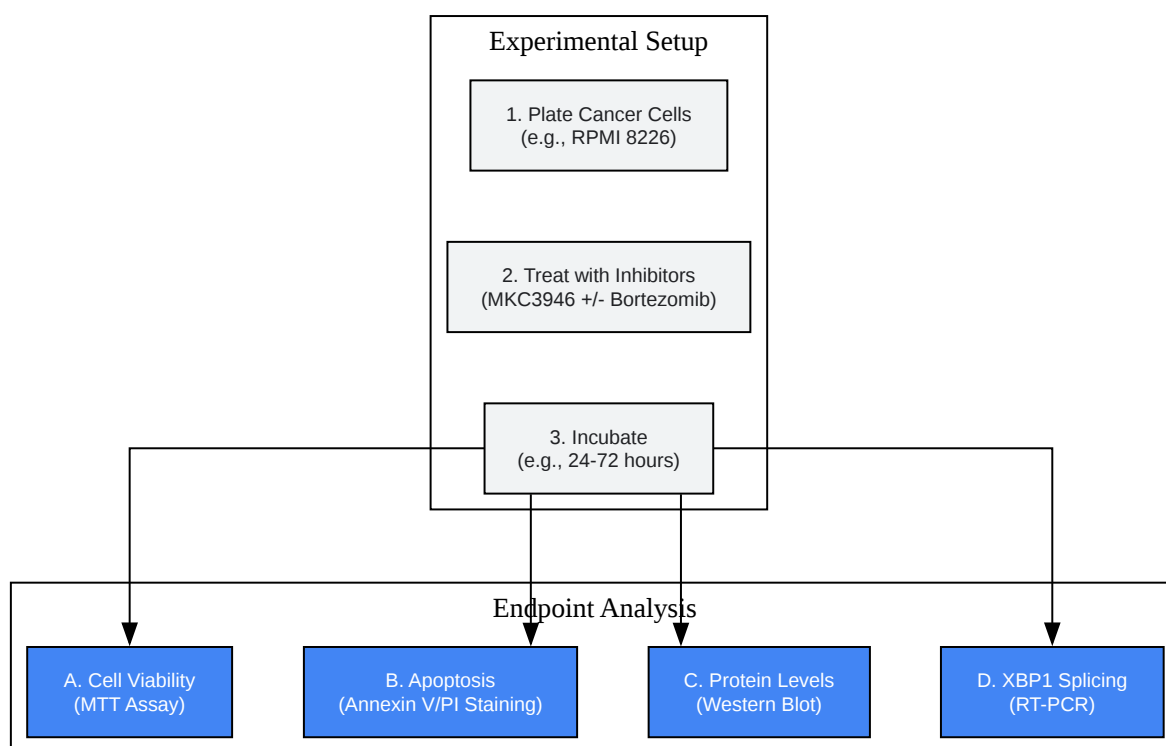 Experimental Setup
1. Plate Cancer Cells
(e.g., RPMI 8226)
2. Treat with Inhibitors
(MKC3946 +/- Bortezomib)
3. Incubate
(e.g., 24-72 hours)
Endpoint Analysis
A. Cell Viability
(MTT Assay)
B. Apoptosis
(Annexin V/PI Staining)
C. Protein Levels
(Western Blot)
D. XBP1 Splicing
(RT-PCR)